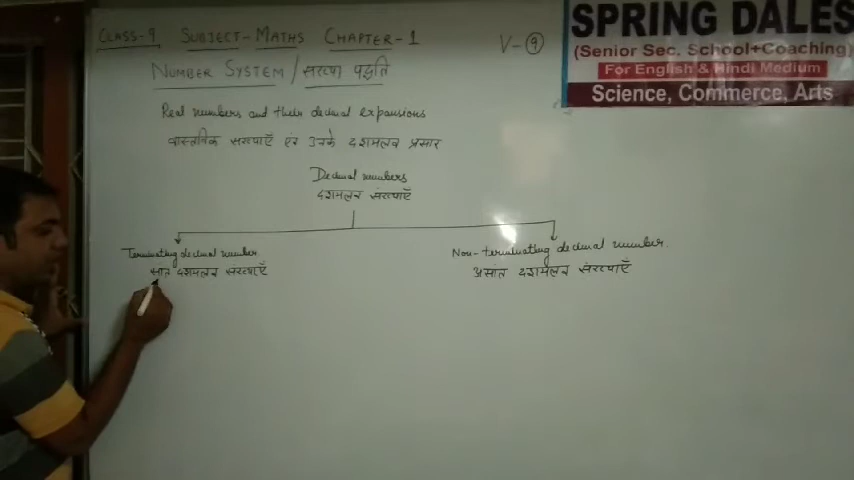 CLASS-9 SUBJECT-MATHS CHAPTER-1
V-9
NUMBER SYSTEM / संख्या पद्धति
SPRING DALES
(Senior Sec. School+Coaching)
For English & Hindi Medium
Science, Commerce, Arts
Real numbers and their decimal expansions
वास्तविक संख्याएँ एवं उनके दशमलव प्रसार
Decimal numbers
दशमलव संख्याएँ
Terminating decimal number
सांत दशमलव संख्याएँ
Non-terminating decimal number.
असांत दशमलव संख्याएँ